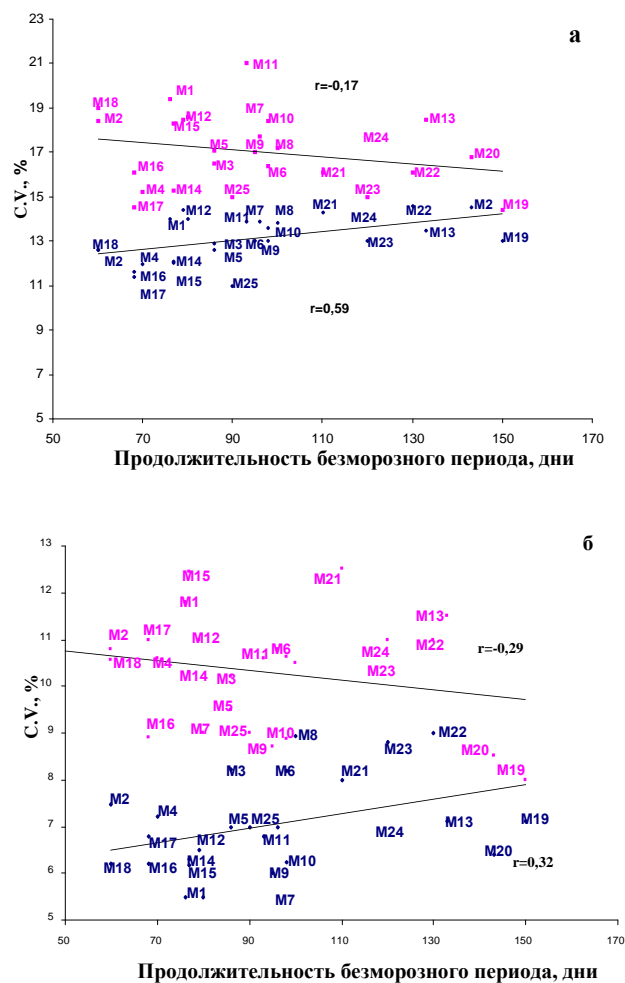 а
C.V., %
23
21
19
17
15
13
11
9
7
5
50 70 90 110 130 150 170
Продолжительность безморозного периода, дни
r=-0,17
r=0,59
M11
M18
M1
M2
M12
M15
M7
M10
M13
M24
M5
M9
M8
M3
M6
M16
M4
M14
M17
M25
M21
M23
M22
M20
M19
M12
M1
M11
M7
M8
M21
M24
M22
M2
M18
M2
M4
M14
M3
M6
M10
M5
M9
M23
M13
M19
M16
M15
M17
M25
б
C.V., %
13
12
11
10
9
8
7
6
5
50 70 90 110 130 150 170
Продолжительность безморозного периода, дни
r=-0,29
r=0,32
M15
M21
M1
M13
M2
M17
M12
M22
M18
M4
M11
M6
M24
M14
M3
M23
M5
M16
M7
M25
M10
M9
M20
M19
M8
M22
M23
M3
M6
M21
M2
M4
M5
M25
M17
M12
M11
M24
M13
M19
M18
M16
M14
M15
M10
M9
M20
M1
M7